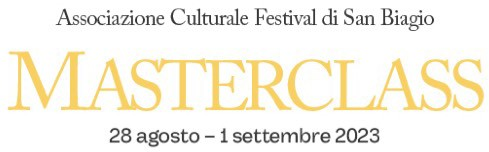 Associazione Culturale Festival di San Biagio
MASTERCLASS
28 agosto – 1 settembre 2023